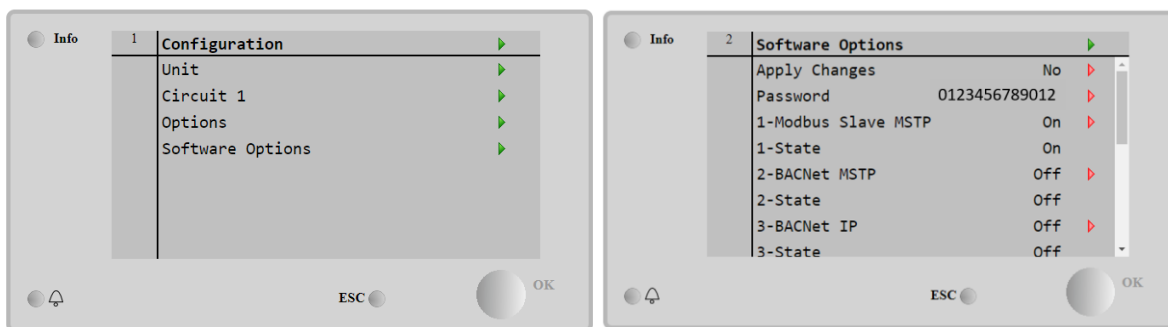 Info
1 Configuration
Unit
Circuit 1
Options
Software Options
ESC
OK
Info
2 Software Options
Apply Changes No
Password 0123456789012
1-Modbus Slave MSTP On
1-State On
2-BACNet MSTP Off
2-State Off
3-BACNet IP Off
3-State Off
ESC
OK